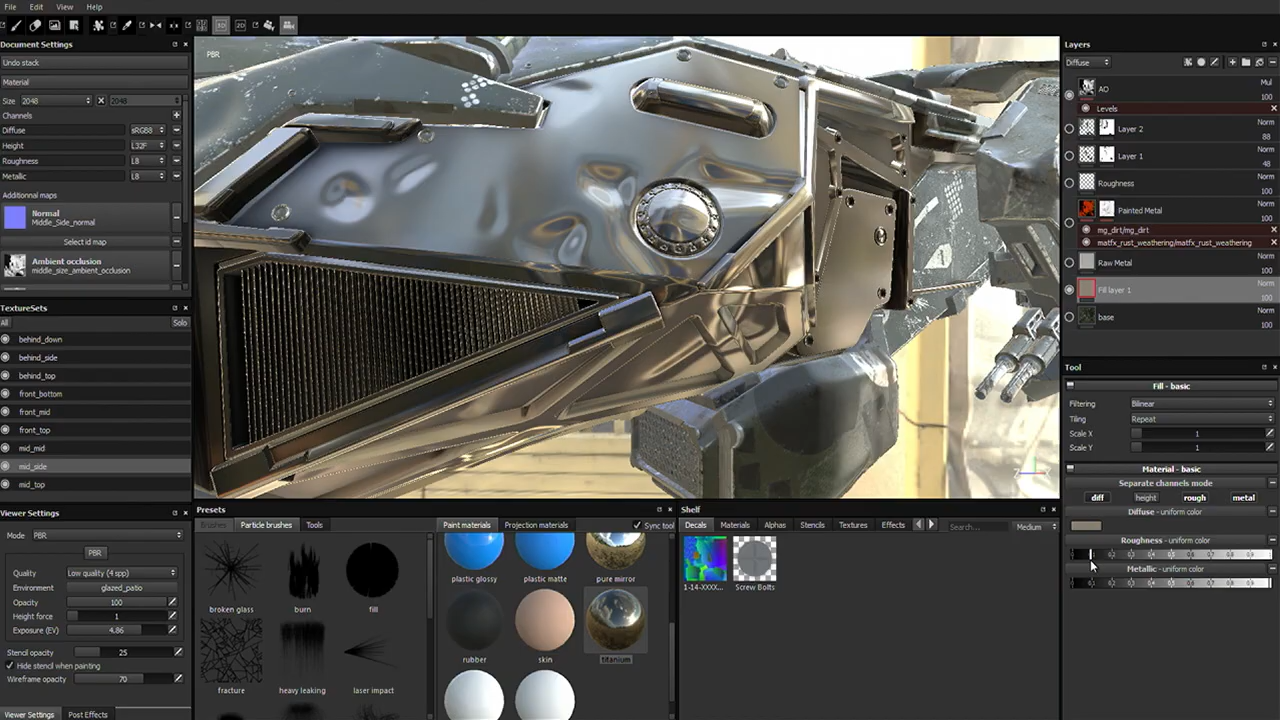 File Edit View Help
Document Settings
Undo stack
Material
Size 2048 2048
Channels
Diffuse sRGB8
Height L32F
Roughness L8
Metallic L8
Additionnal maps
Normal
Middle_Side_normal
Select id map
Ambient occlusion
middle_size_ambient_occlusion
TextureSets
All Solo
behind_down
behind_side
behind_top
front_bottom
front_mid
front_top
mid_mid
mid_side
mid_top
Viewer Settings
Mode PBR
PBR
Quality Low quality (4 spp)
Environment glazed_patio
Opacity 100
Height force 1
Exposure (EV) 4.86
Stencil opacity 25
Hide stencil when painting
Wireframe opacity 70
Viewer Settings Post Effects
3D 2D
PBR
Presets
Brushes Particle brushes Tools
broken glass burn fill
fracture heavy leaking laser impact
Paint materials Projection materials Sync tool
plastic glossy plastic matte pure mirror
rubber skin titanium
Shelf
Decals Materials Alphas Stencils Textures Effects Search... Medium
1-14-XXX... Screw Bolts
Layers
Diffuse
AO Mul 100
Levels
Layer 2 Norm 88
Layer 1 Norm 48
Roughness Norm 100
Painted Metal Norm 100
mg_dirt/mg_dirt
matfx_rust_weathering/matfx_rust_weathering
Raw Metal Norm 100
Fill layer 1 Norm 100
base Norm 100
Tool
Fill - basic
Filtering Bilinear
Tiling Repeat
Scale X 1
Scale Y 1
Material - basic
Separate channels mode
diff height rough metal
Diffuse - uniform color
Roughness - uniform color
Metallic - uniform color